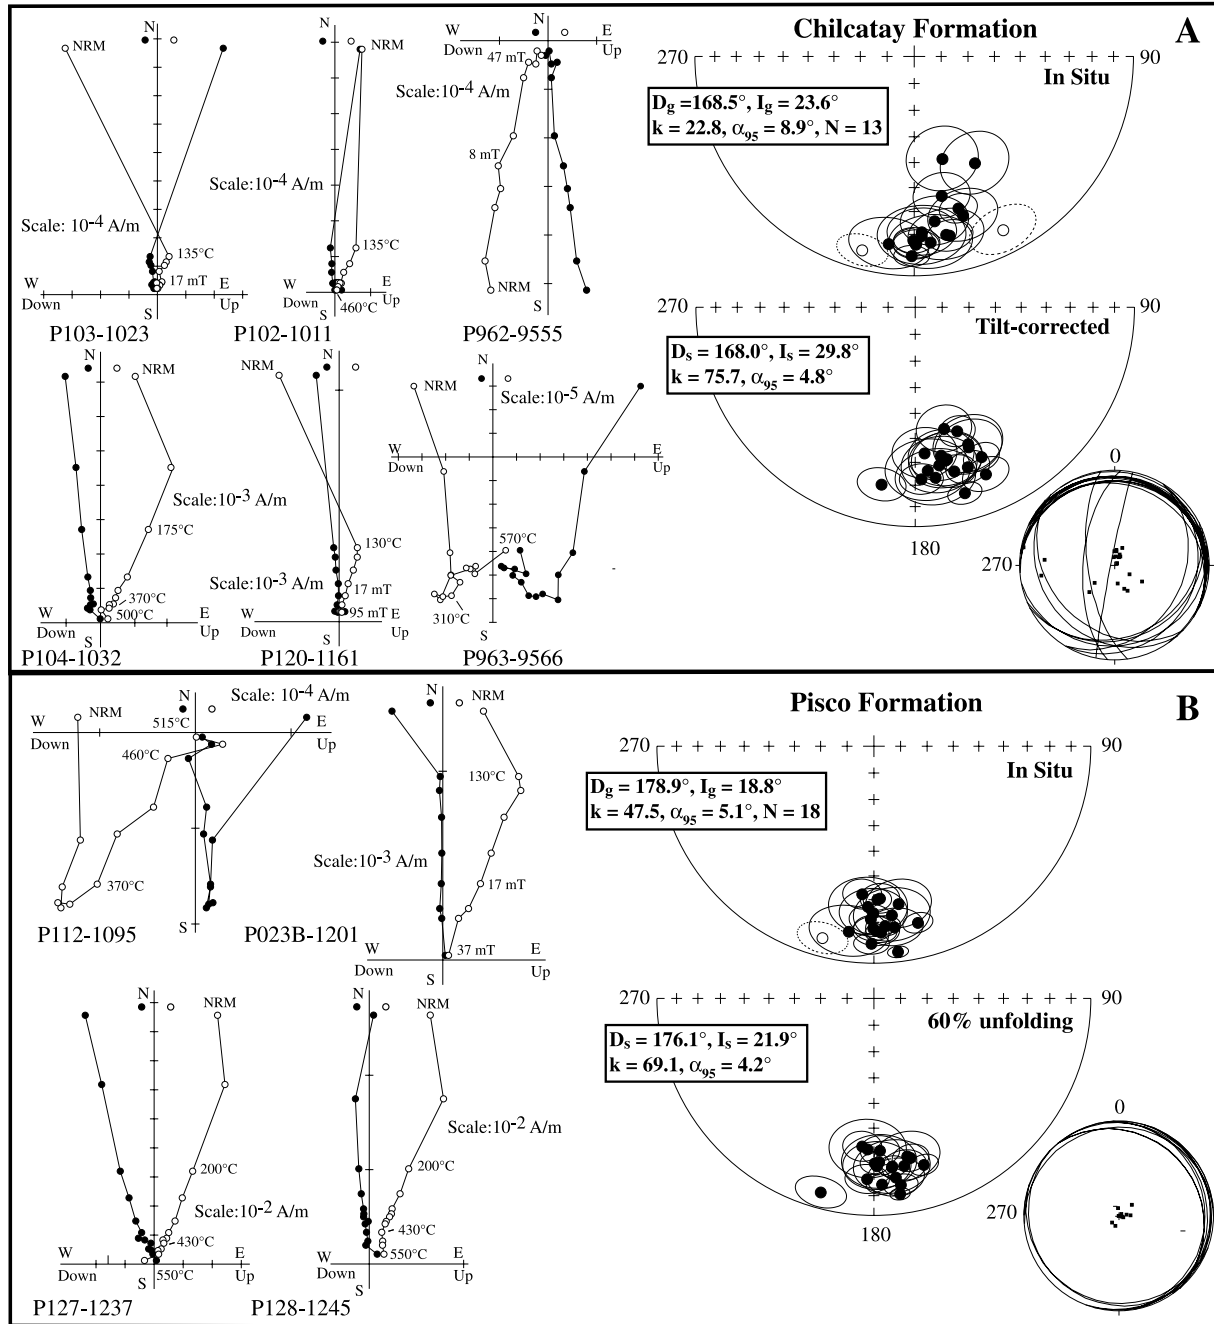 A
Chilcatay Formation
N
NRM
Scale: 10-4 A/m
135°C
17 mT
W
E
Down
Up
S
P103-1023
N
NRM
Scale:10-4 A/m
135°C
W
E
Down
Up
460°C
S
P102-1011
W
N
E
Down
Up
47 mT
Scale:10-4 A/m
8 mT
NRM
S
P962-9555
270
90
In Situ
Dg =168.5°, Ig = 23.6°
k = 22.8, α95 = 8.9°, N = 13
270
90
Tilt-corrected
Ds = 168.0°, Is = 29.8°
k = 75.7, α95 = 4.8°
180
0
270
N
NRM
Scale:10-3 A/m
175°C
370°C
500°C
W
E
Down
Up
S
P104-1032
N
NRM
130°C
Scale:10-3 A/m
17 mT
95 mT
W
E
Down
Up
S
P120-1161
N
NRM
Scale:10-5 A/m
W
E
Down
Up
570°C
310°C
S
P963-9566
B
Pisco Formation
N
Scale: 10-4 A/m
NRM
515°C
W
E
Down
Up
460°C
370°C
S
P112-1095
N
130°C
Scale:10-3 A/m
17 mT
37 mT
W
E
Down
Up
S
NRM
P023B-1201
270
90
In Situ
Dg = 178.9°, Ig = 18.8°
k = 47.5, α95 = 5.1°, N = 18
270
90
60% unfolding
Ds = 176.1°, Is = 21.9°
k = 69.1, α95 = 4.2°
180
0
270
N
NRM
200°C
Scale:10-2 A/m
430°C
550°C
W
E
Down
Up
S
P127-1237
N
NRM
Scale:10-2 A/m
200°C
430°C
550°C
W
E
Down
Up
S
P128-1245